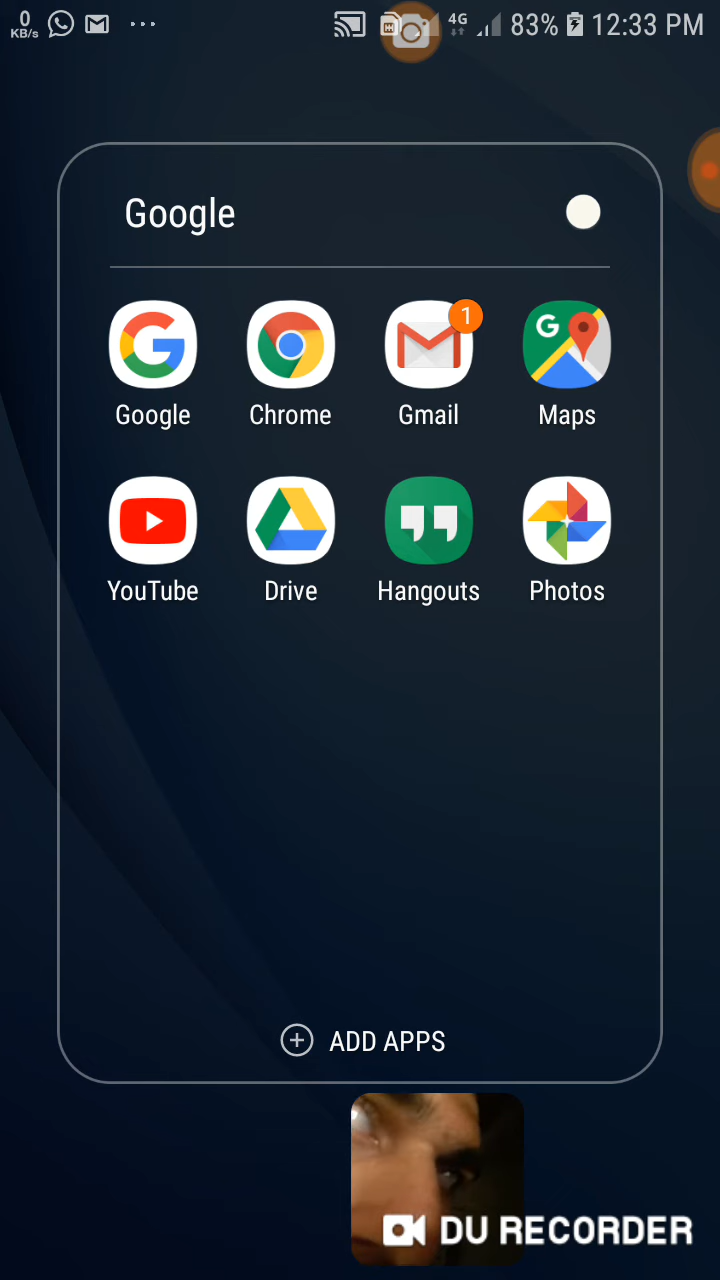 0
KB/s
4G
83%
12:33 PM
Google
1
Google Chrome Gmail Maps
YouTube Drive Hangouts Photos
ADD APPS
DU RECORDER